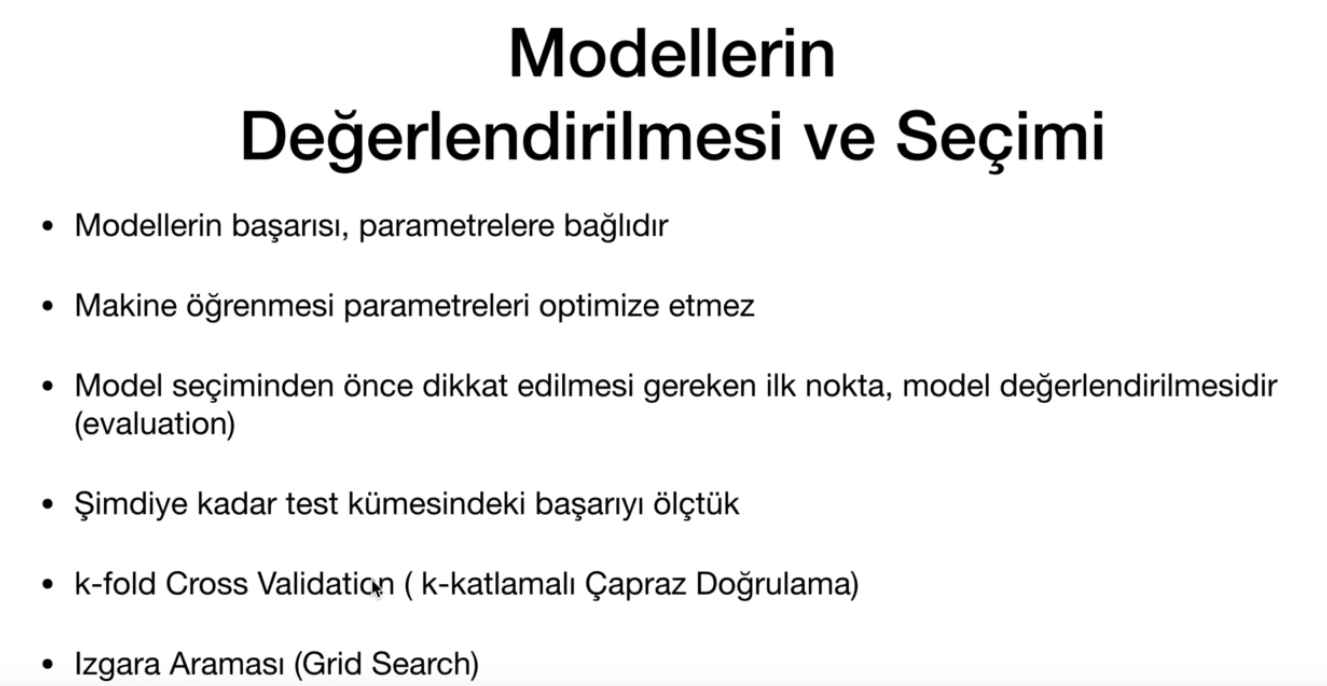 Modellerin
Değerlendirilmesi ve Seçimi
• Modellerin başarısı, parametrelere bağlıdır
• Makine öğrenmesi parametreleri optimize etmez
• Model seçiminden önce dikkat edilmesi gereken ilk nokta, model değerlendirilmesidir
(evaluation)
• Şimdiye kadar test kümesindeki başarıyı ölçtük
• k-fold Cross Validation ( k-katlamalı Çapraz Doğrulama)
• Izgara Araması (Grid Search)